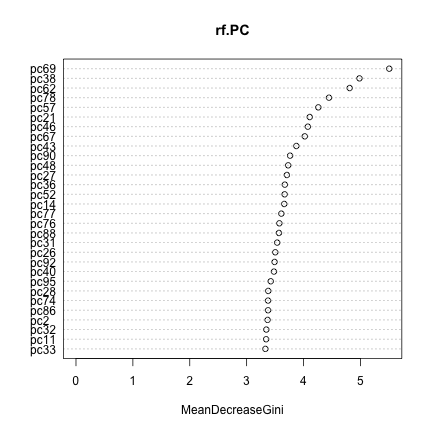 rf.PC
pc69
pc38
pc62
pc78
pc57
pc21
pc46
pc67
pc43
pc90
pc48
pc27
pc36
pc52
pc14
pc77
pc76
pc88
pc31
pc26
pc92
pc40
pc95
pc28
pc74
pc86
pc2
pc32
pc11
pc33
0 1 2 3 4 5
MeanDecreaseGini